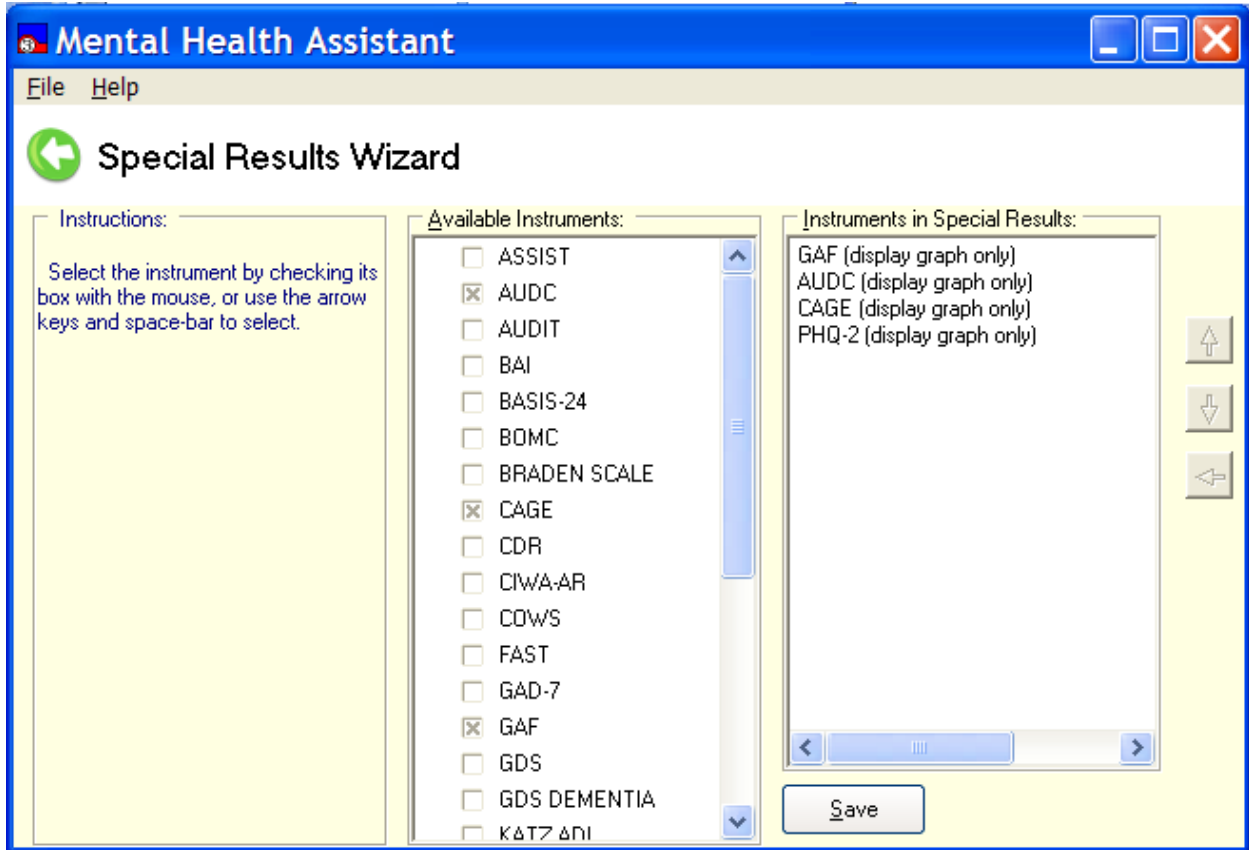 Mental Health Assistant
File Help
Special Results Wizard
Instructions:
Select the instrument by checking its
box with the mouse, or use the arrow
keys and space-bar to select.
Available Instruments:
ASSIST
AUDC
AUDIT
BAI
BASIS-24
BOMC
BRADEN SCALE
CAGE
CDR
CIWA-AR
COWS
FAST
GAD-7
GAF
GDS
GDS DEMENTIA
KATZ ADL
Instruments in Special Results:
GAF (display graph only)
AUDC (display graph only)
CAGE (display graph only)
PHQ-2 (display graph only)
Save